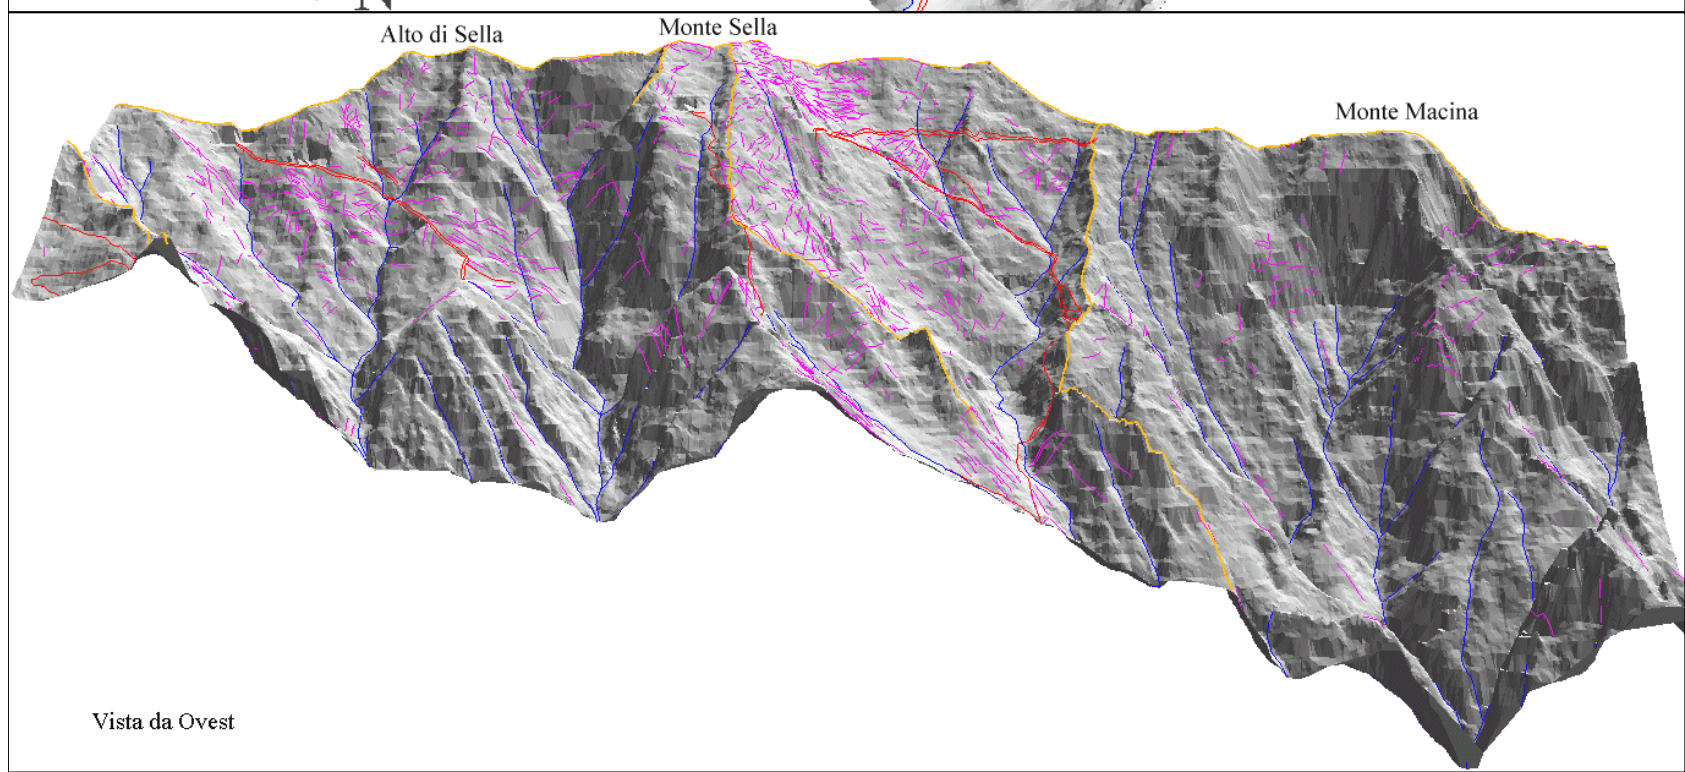 N
Monte Sella
Alto di Sella
Monte Macina
Vista da Ovest